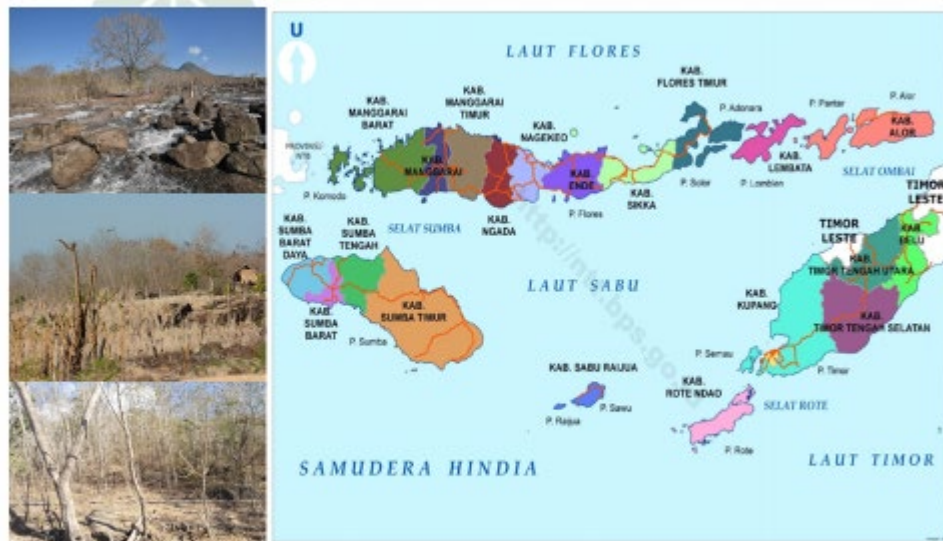 U
LAUT FLORES
KAB.
FLORES TIMUR
KAB.
MANGGARAI
TIMUR
KAB.
MANGGARAI
BARAT
P. Adonara
P. Pantar
P. Alor
KAB.
NAGEKEO
KAB.
ALOR
PROVINSI
NTB
KAB.
MANGGARAI
KAB.
LEMBATA
KAB.
ENDE
SELAT OMBAI
P. Komodo
KAB.
SIKKA
P. Solor
P. Flores
KAB.
NGADA
TIMOR
LESTE
KAB.
SUMBA
BARAT
DAYA
KAB.
SUMBA
TENGAH
SELAT SUMBA
TIMOR
LESTE
KAB.
BELU
KAB.
TIMOR TENGAH UTARA
LAUT SABU
KAB.
KUPANG
KAB.
SUMBA TIMUR
KAB.
TIMOR TENGAH SELATAN
KAB.
SUMBA
BARAT
P. Sumba
P. Semau
P. Timor
KAB. SABU RAIJUA
KAB.
ROTE NDAO
SELAT ROTE
P. Sawu
P. Raijua
P. Rote
SAMUDERA HINDIA
LAUT TIMOR